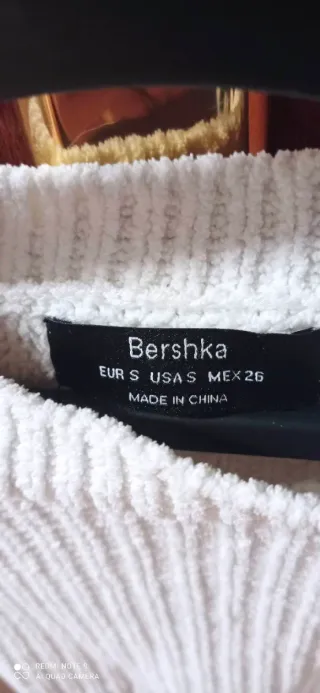 Bershka
EUR S USA S MEX 26
MADE IN CHINA
REDMI NOTE 8
AI QUAD CAMERA